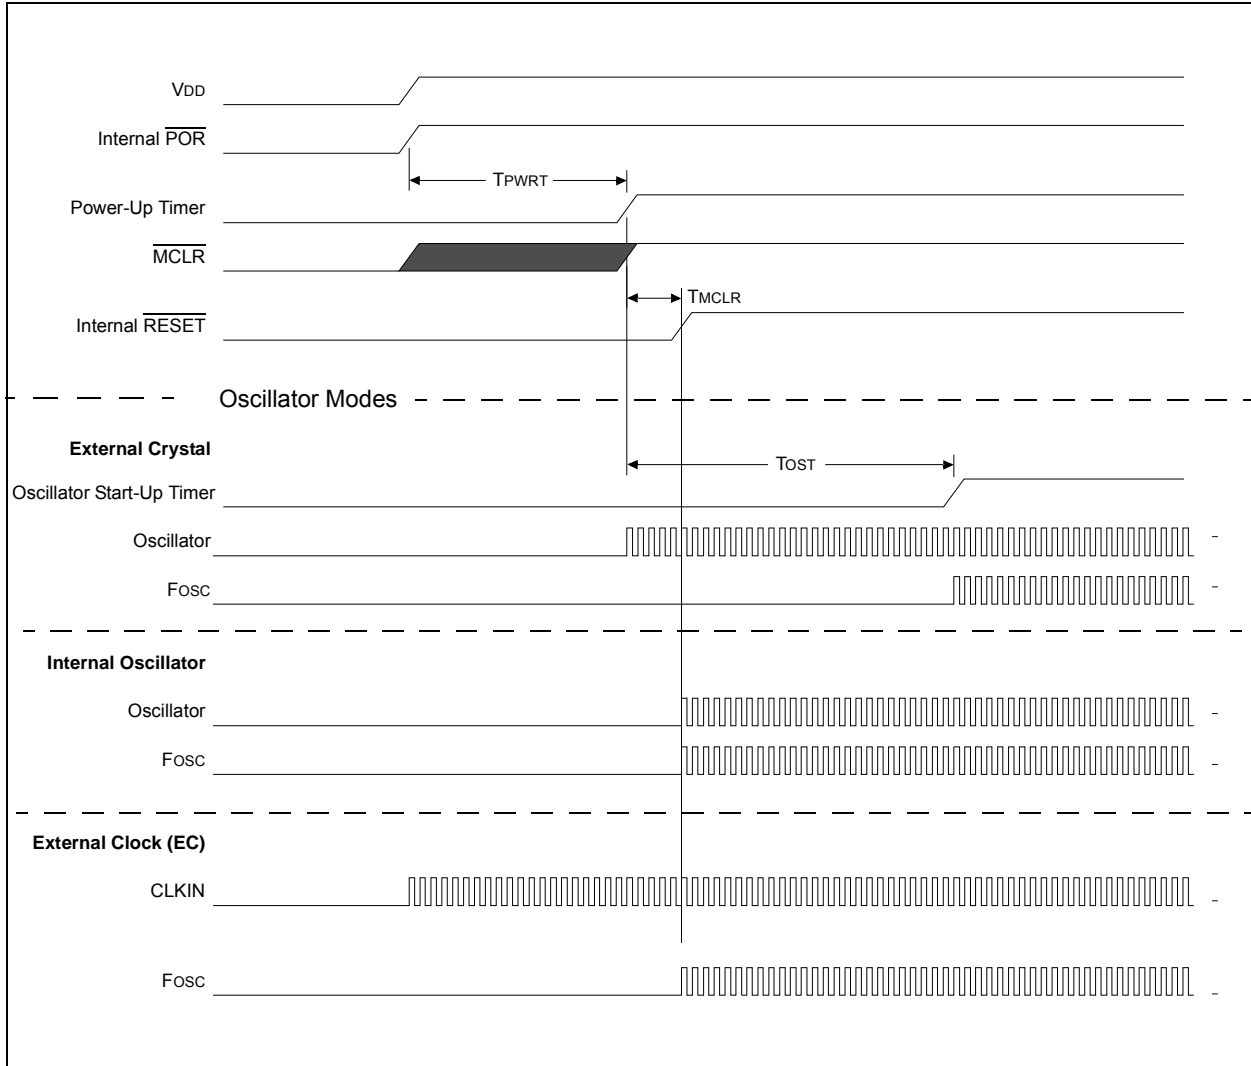 VDD
Internal POR
TPWRT
Power-Up Timer
MCLR
TMCLR
Internal RESET
Oscillator Modes
External Crystal
TOST
Oscillator Start-Up Timer
Oscillator
FOSC
Internal Oscillator
Oscillator
FOSC
External Clock (EC)
CLKIN
FOSC